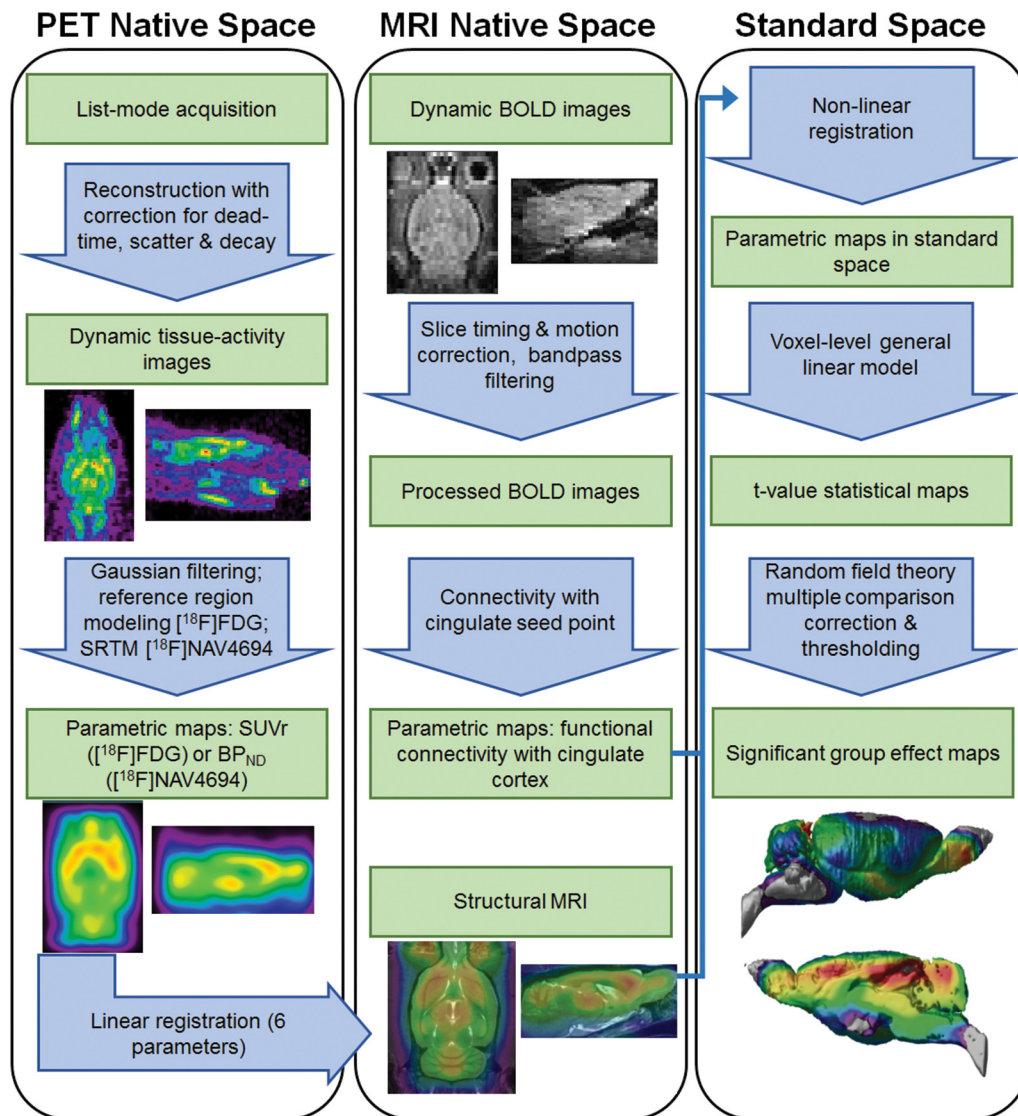 PET Native Space
List-mode acquisition
Reconstruction with
correction for dead-
time, scatter & decay
Dynamic tissue-activity
images
Gaussian filtering;
reference region
modeling [¹⁸F]FDG;
SRTM [¹⁸F]NAV4694
Parametric maps: SUVr
([¹⁸F]FDG) or BP_ND
([¹⁸F]NAV4694)
Linear registration (6
parameters)
MRI Native Space
Dynamic BOLD images
Slice timing & motion
correction, bandpass
filtering
Processed BOLD images
Connectivity with
cingulate seed point
Parametric maps: functional
connectivity with cingulate
cortex
Structural MRI
Standard Space
Non-linear
registration
Parametric maps in standard
space
Voxel-level general
linear model
t-value statistical maps
Random field theory
multiple comparison
correction &
thresholding
Significant group effect maps